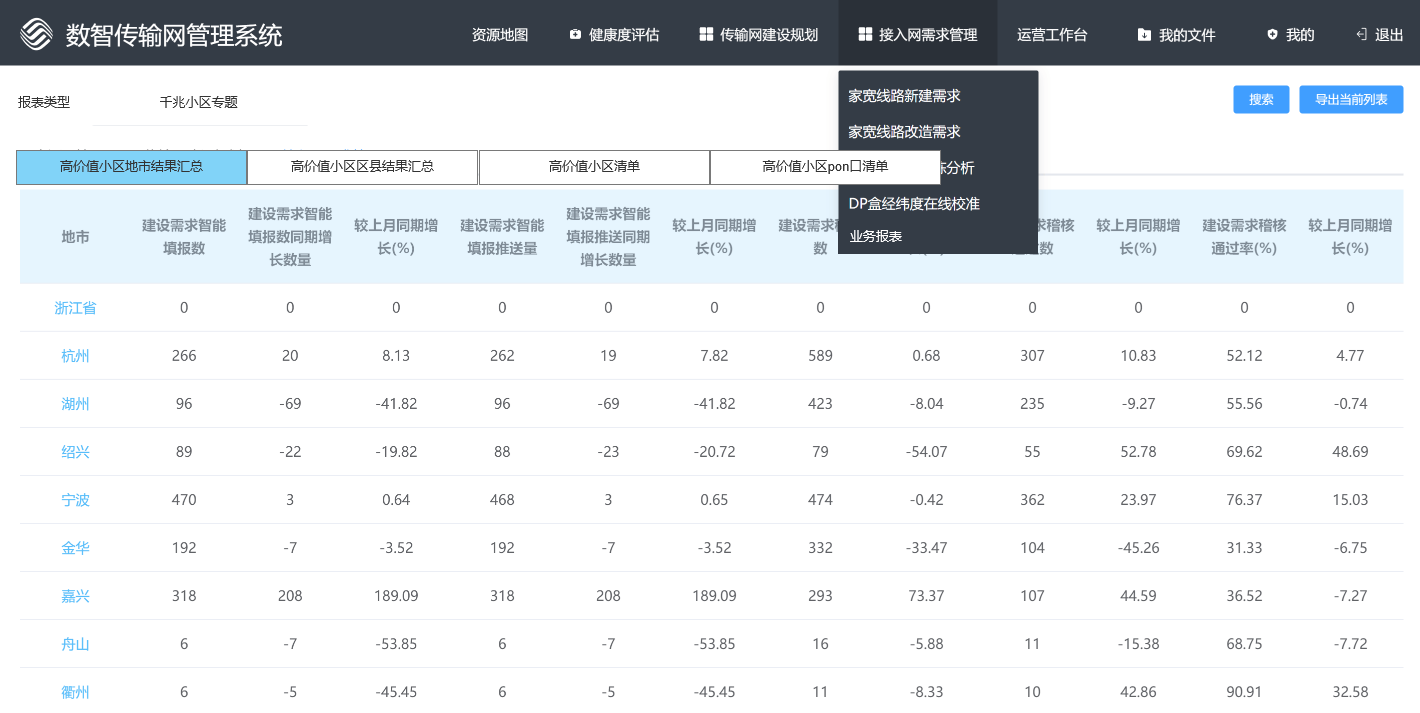 数智传输网管理系统
资源地图 健康度评估 传输网建设规划 接入网需求管理 运营工作台 我的文件 我的 退出
报表类型 千兆小区专题
搜索 导出当前列表
家宽线路新建需求
家宽线路改造需求
分析
DP盒经纬度在线校准
业务报表
高价值小区地市结果汇总 高价值小区区县结果汇总 高价值小区清单 高价值小区pon口清单
地市
建设需求智能
填报数
建设需求智能
填报数同期增
长数量
较上月同期增
长(%)
建设需求智能
填报推送量
建设需求智能
填报推送同期
增长数量
较上月同期增
长(%)
建设需求
数
求稽核
数
较上月同期增
长(%)
建设需求稽核
通过率(%)
较上月同期增
长(%)
浙江省 0 0 0 0 0 0 0 0 0 0 0 0
杭州 266 20 8.13 262 19 7.82 589 0.68 307 10.83 52.12 4.77
湖州 96 -69 -41.82 96 -69 -41.82 423 -8.04 235 -9.27 55.56 -0.74
绍兴 89 -22 -19.82 88 -23 -20.72 79 -54.07 55 52.78 69.62 48.69
宁波 470 3 0.64 468 3 0.65 474 -0.42 362 23.97 76.37 15.03
金华 192 -7 -3.52 192 -7 -3.52 332 -33.47 104 -45.26 31.33 -6.75
嘉兴 318 208 189.09 318 208 189.09 293 73.37 107 44.59 36.52 -7.27
舟山 6 -7 -53.85 6 -7 -53.85 16 -5.88 11 -15.38 68.75 -7.72
衢州 6 -5 -45.45 6 -5 -45.45 11 -8.33 10 42.86 90.91 32.58